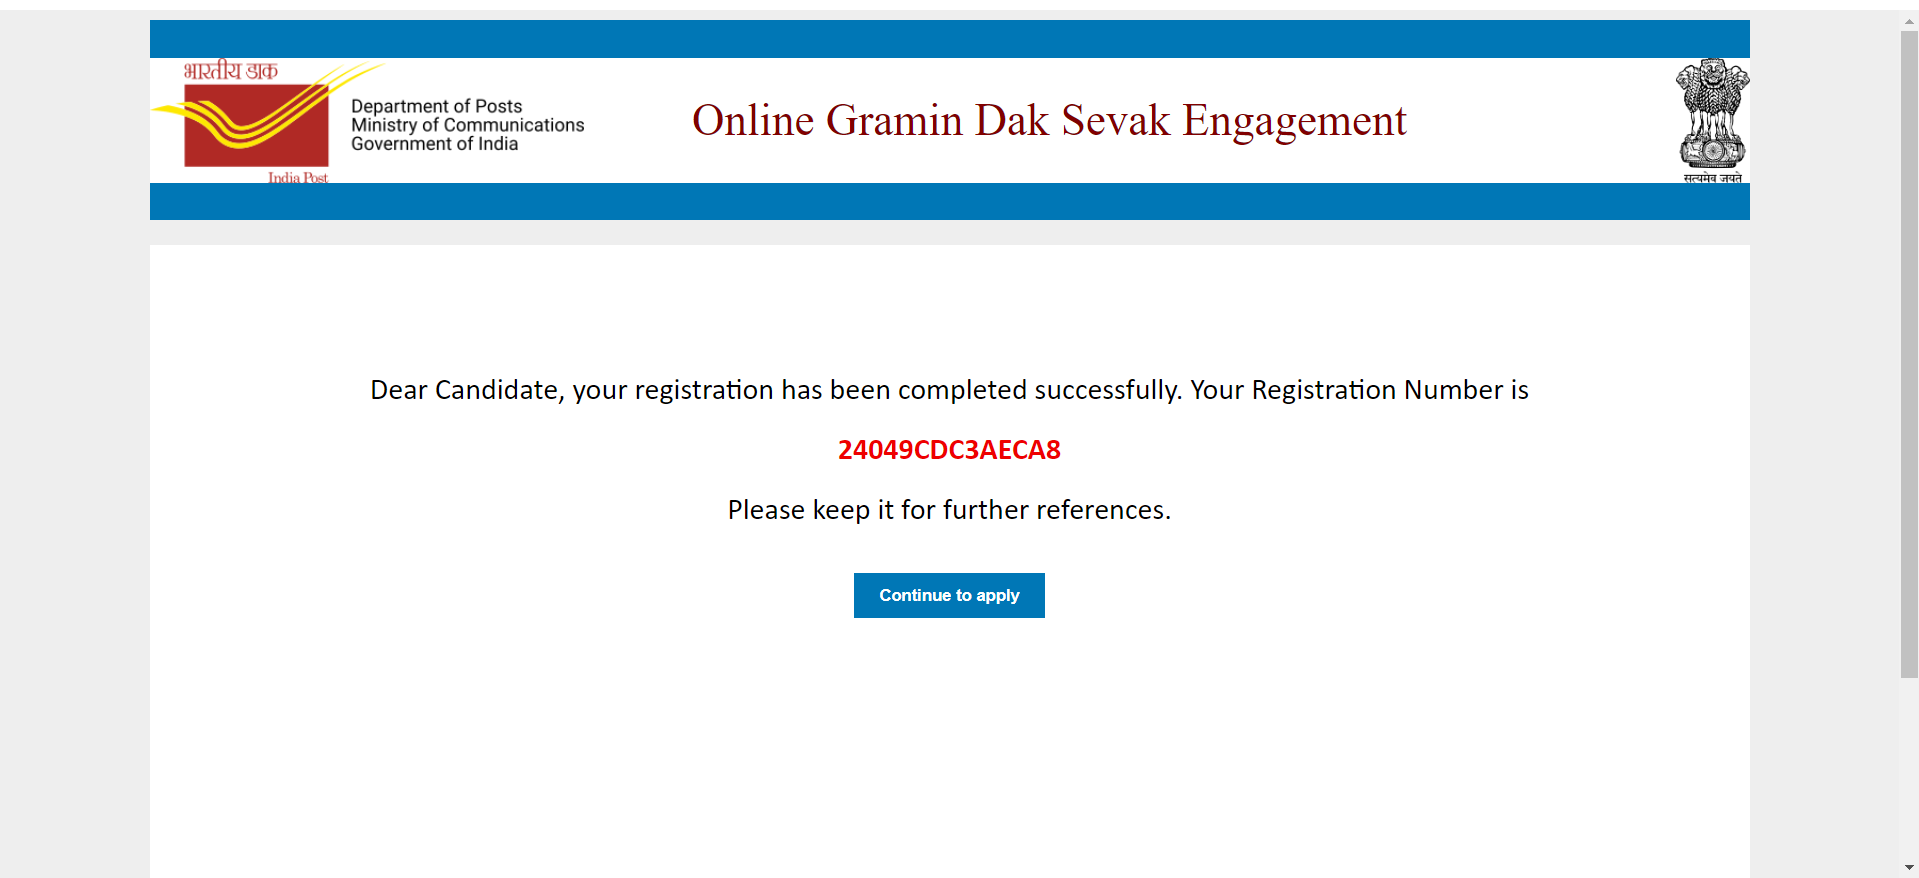 भारतीय डाक
India Post
Department of Posts
Ministry of Communications
Government of India
Online Gramin Dak Sevak Engagement
सत्यमेव जयते
Dear Candidate, your registration has been completed successfully. Your Registration Number is
24049CDC3AECA8
Please keep it for further references.
Continue to apply